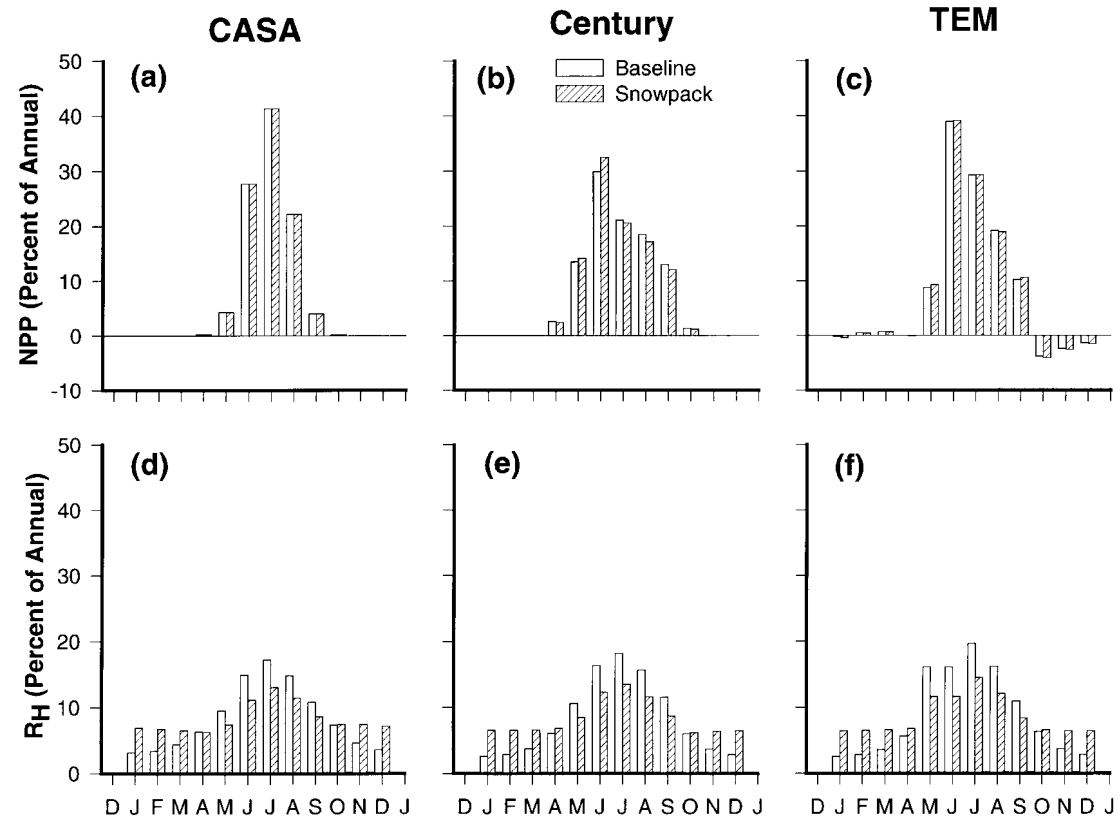 CASA
Century
TEM
NPP (Percent of Annual)
50
40
30
20
10
0
-10
(a)
(b)
Baseline
Snowpack
(c)
RH (Percent of Annual)
50
40
30
20
10
0
(d)
(e)
(f)
D J F M A M J J A S O N D J
D J F M A M J J A S O N D J
D J F M A M J J A S O N D J